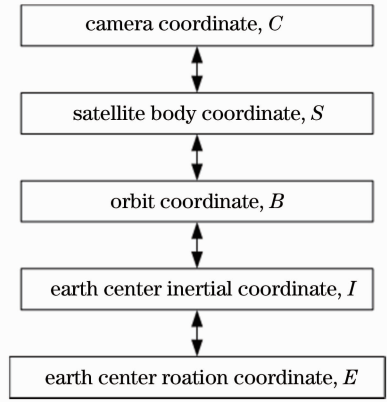 camera coordinate, C
satellite body coordinate, S
orbit coordinate, B
earth center inertial coordinate, I
earth center roation coordinate, E